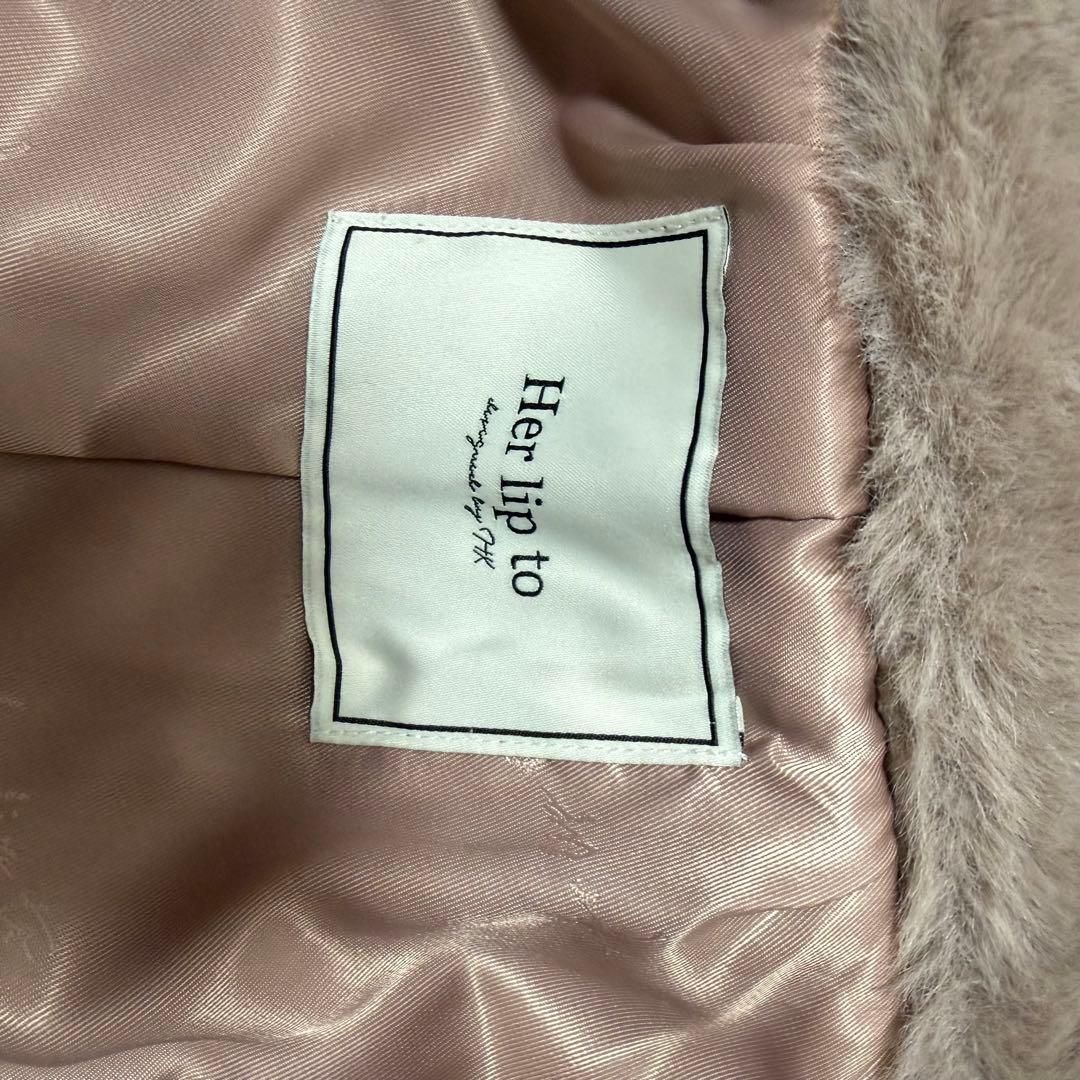 Her lip to
designed by HK